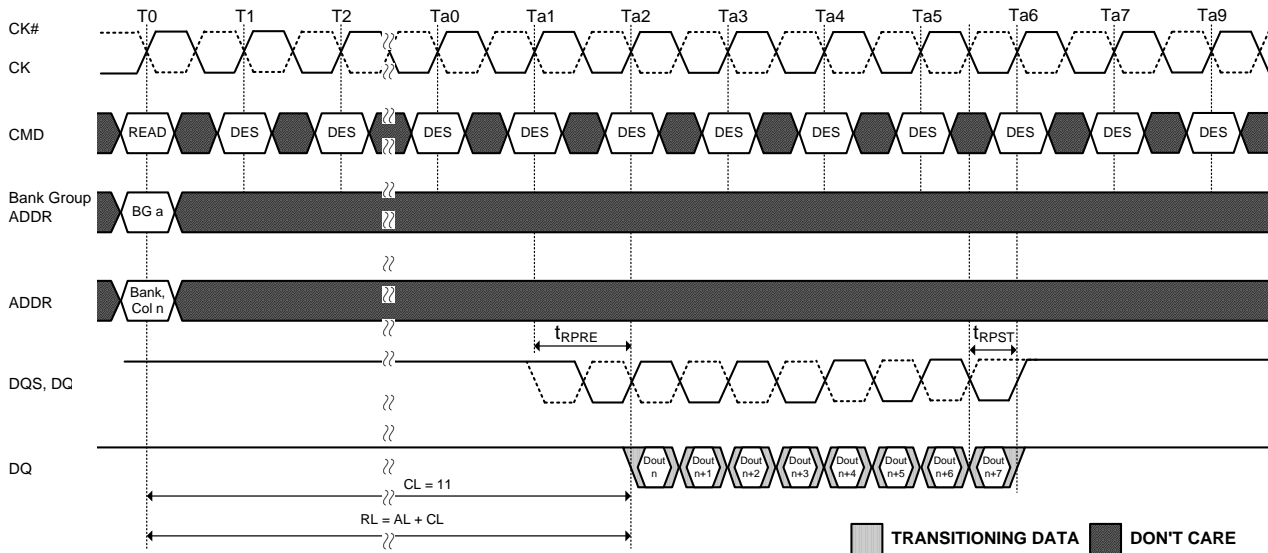 T0 T1 T2 Ta0 Ta1 Ta2 Ta3 Ta4 Ta5 Ta6 Ta7 Ta9
CK#
CK
CMD READ DES DES DES DES DES DES DES DES DES DES DES
Bank Group
ADDR
BG a
ADDR
Bank,
Col n
tRPRE tRPST
DQS, DQ
DQ
Dout n
Dout n+1
Dout n+2
Dout n+3
Dout n+4
Dout n+5
Dout n+6
Dout n+7
CL = 11
RL = AL + CL
TRANSITIONING DATA DON'T CARE